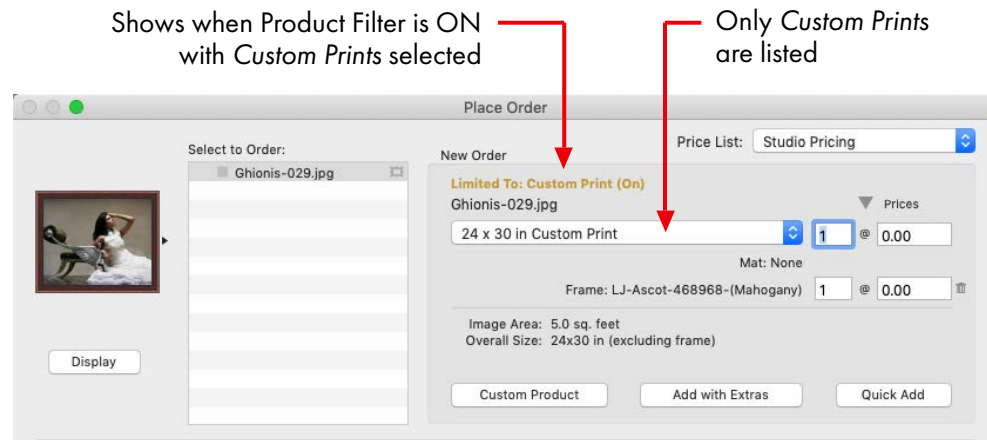 Shows when Product Filter is ON
with Custom Prints selected
Only Custom Prints
are listed
Place Order
Select to Order:
Ghionis-029.jpg
New Order
Price List: Studio Pricing
Limited To: Custom Print (On)
Ghionis-029.jpg
Prices
24 x 30 in Custom Print 1 @ 0.00
Mat: None
Frame: LJ-Ascot-468968-(Mahogany) 1 @ 0.00
Image Area: 5.0 sq. feet
Overall Size: 24x30 in (excluding frame)
Display
Custom Product Add with Extras Quick Add